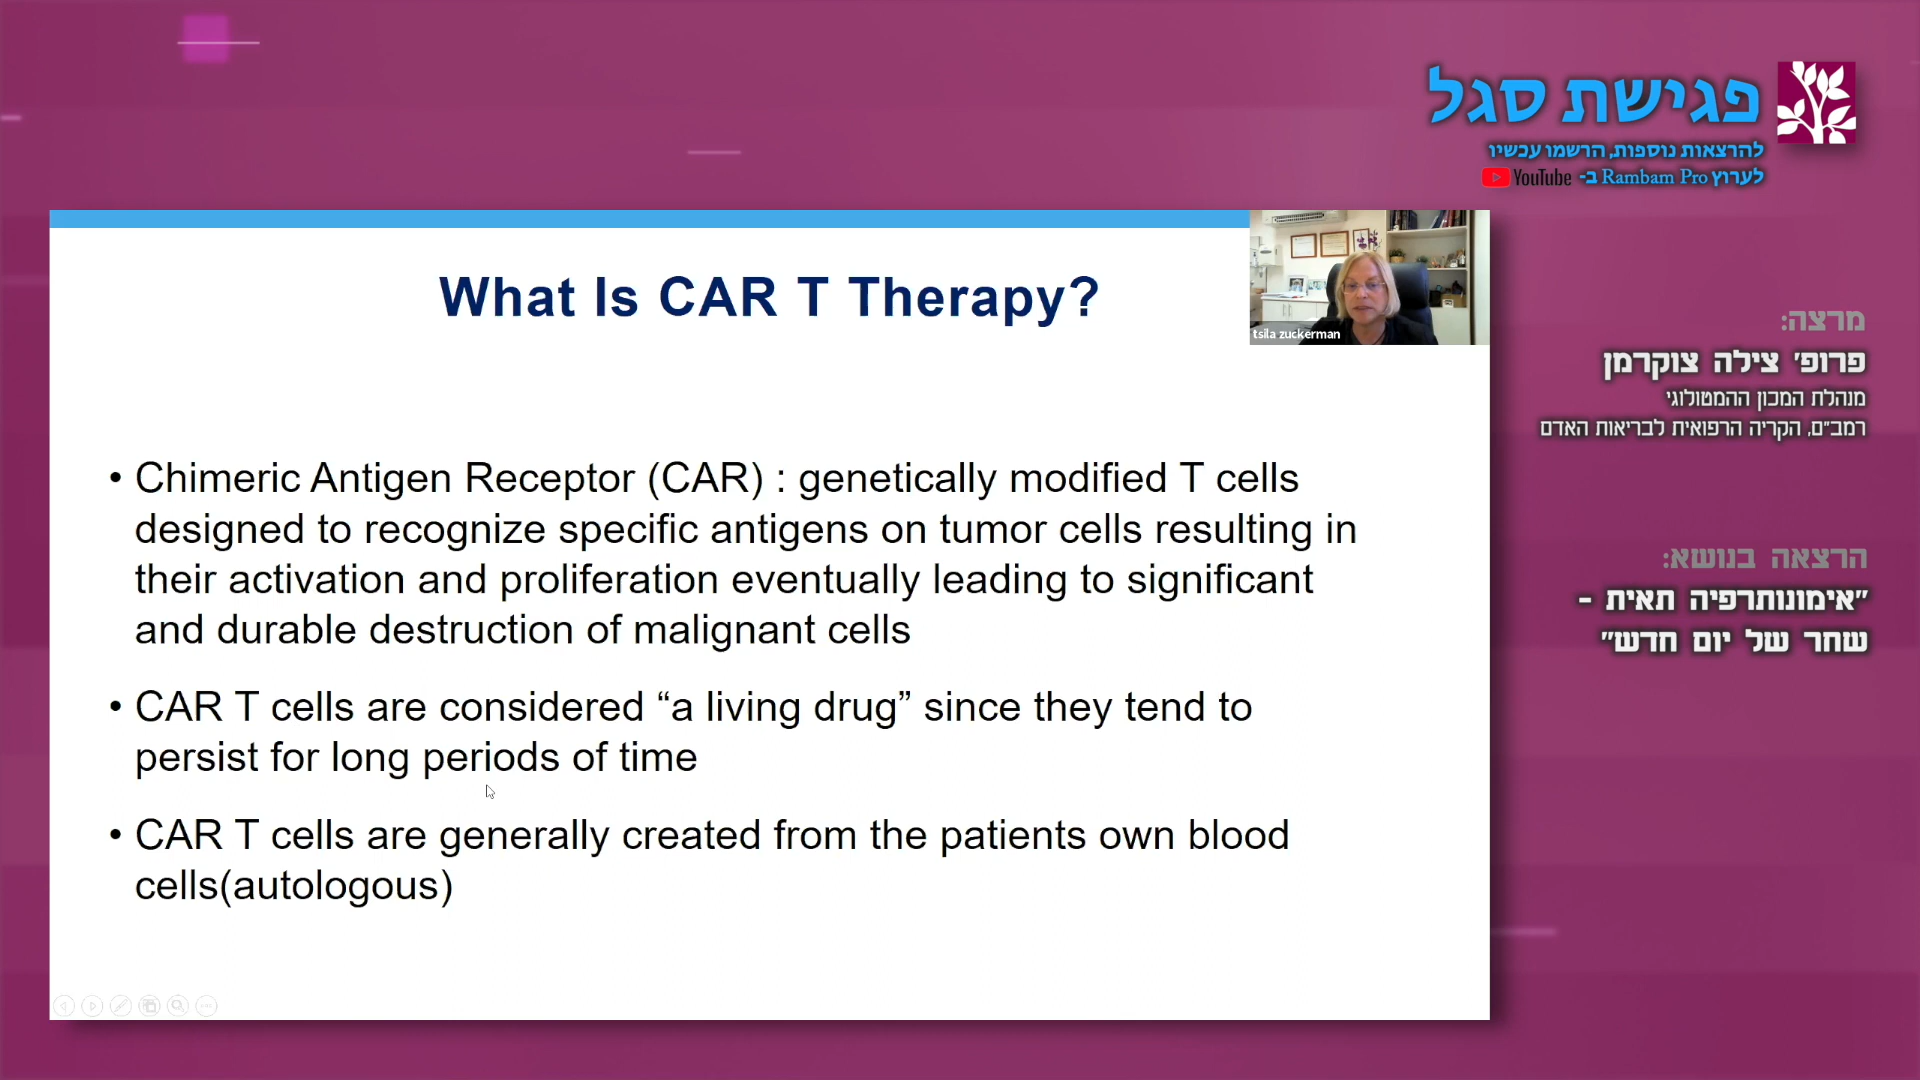 פגישת סגל
להרצאות נוספות, הרשמו עכשיו
לערוץ Rambam Pro ב- YouTube
What Is CAR T Therapy?
tsila zuckerman
• Chimeric Antigen Receptor (CAR) : genetically modified T cells
designed to recognize specific antigens on tumor cells resulting in
their activation and proliferation eventually leading to significant
and durable destruction of malignant cells
• CAR T cells are considered “a living drug” since they tend to
persist for long periods of time
• CAR T cells are generally created from the patients own blood
cells(autologous)
מרצה:
פרופ' צילה צוקרמן
מנהלת המכון ההמטולוגי
רמב"ם, הקריה הרפואית לבריאות האדם
הרצאה בנושא:
"אימונותרפיה תאית -
שחר של יום חדש"